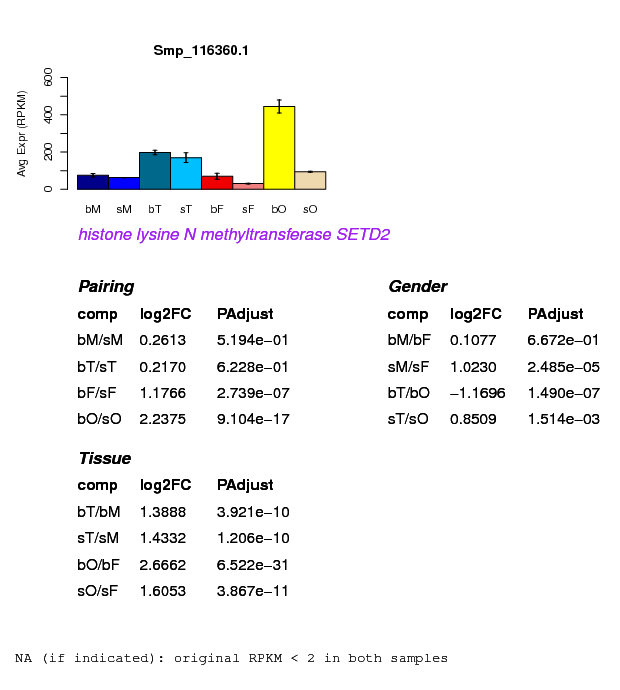 Smp_116360.1
Avg Expr (RPKM)
600
400
200
0
bM sM bT sT bF sF bO sO
histone lysine N methyltransferase SETD2
Pairing
comp log2FC PAdjust
bM/sM 0.2613 5.194e−01
bT/sT 0.2170 6.228e−01
bF/sF 1.1766 2.739e−07
bO/sO 2.2375 9.104e−17
Gender
comp log2FC PAdjust
bM/bF 0.1077 6.672e−01
sM/sF 1.0230 2.485e−05
bT/bO −1.1696 1.490e−07
sT/sO 0.8509 1.514e−03
Tissue
comp log2FC PAdjust
bT/bM 1.3888 3.921e−10
sT/sM 1.4332 1.206e−10
bO/bF 2.6662 6.522e−31
sO/sF 1.6053 3.867e−11
NA (if indicated): original RPKM < 2 in both samples